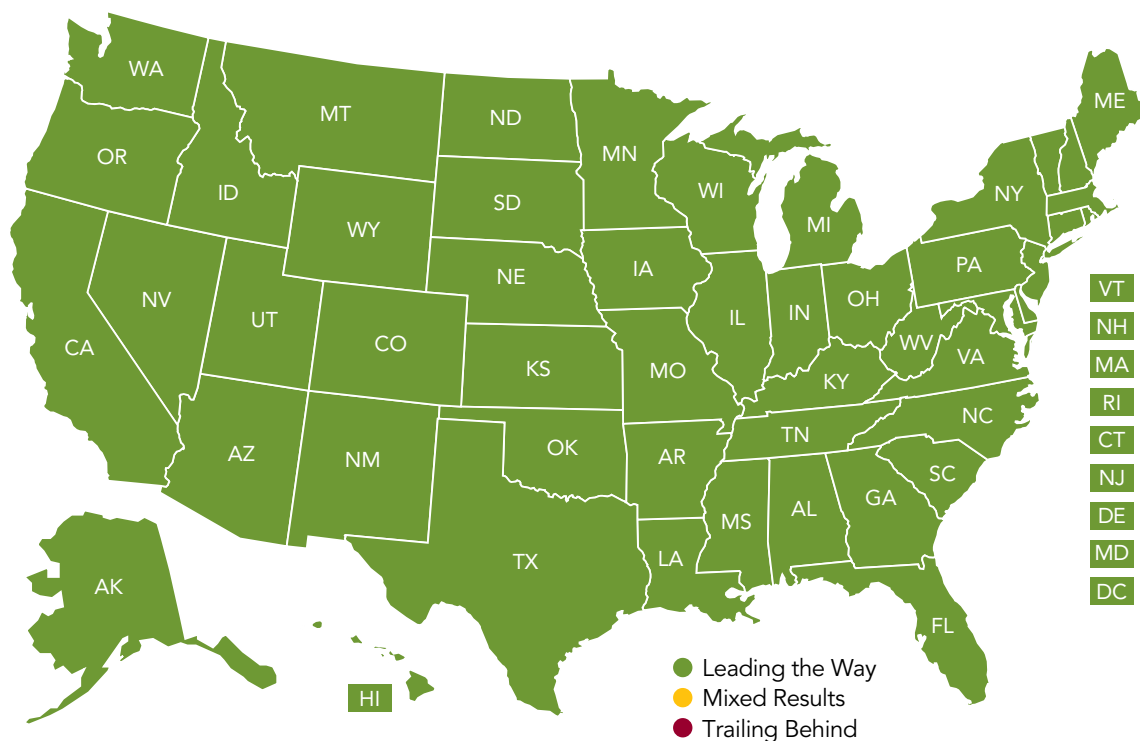 WA
MT
ND
MN
ME
OR
ID
SD
WI
MI
NY
WY
IA
PA
NE
NV
UT
CO
IL
IN
OH
WV
VA
CA
KS
MO
KY
NC
TN
AZ
NM
OK
AR
SC
MS
AL
GA
TX
LA
FL
AK
HI
VT
NH
MA
RI
CT
NJ
DE
MD
DC
Leading the Way
Mixed Results
Trailing Behind